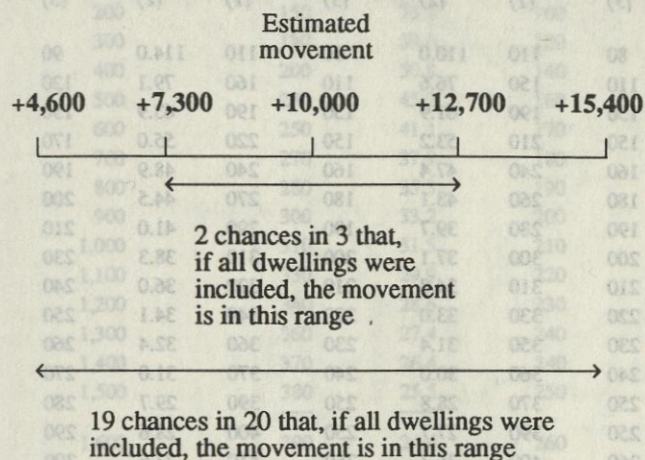 Estimated
movement
+4,600 +7,300 +10,000 +12,700 +15,400
2 chances in 3 that,
if all dwellings were
included, the movement
is in this range
19 chances in 20 that, if all dwellings were
included, the movement is in this range